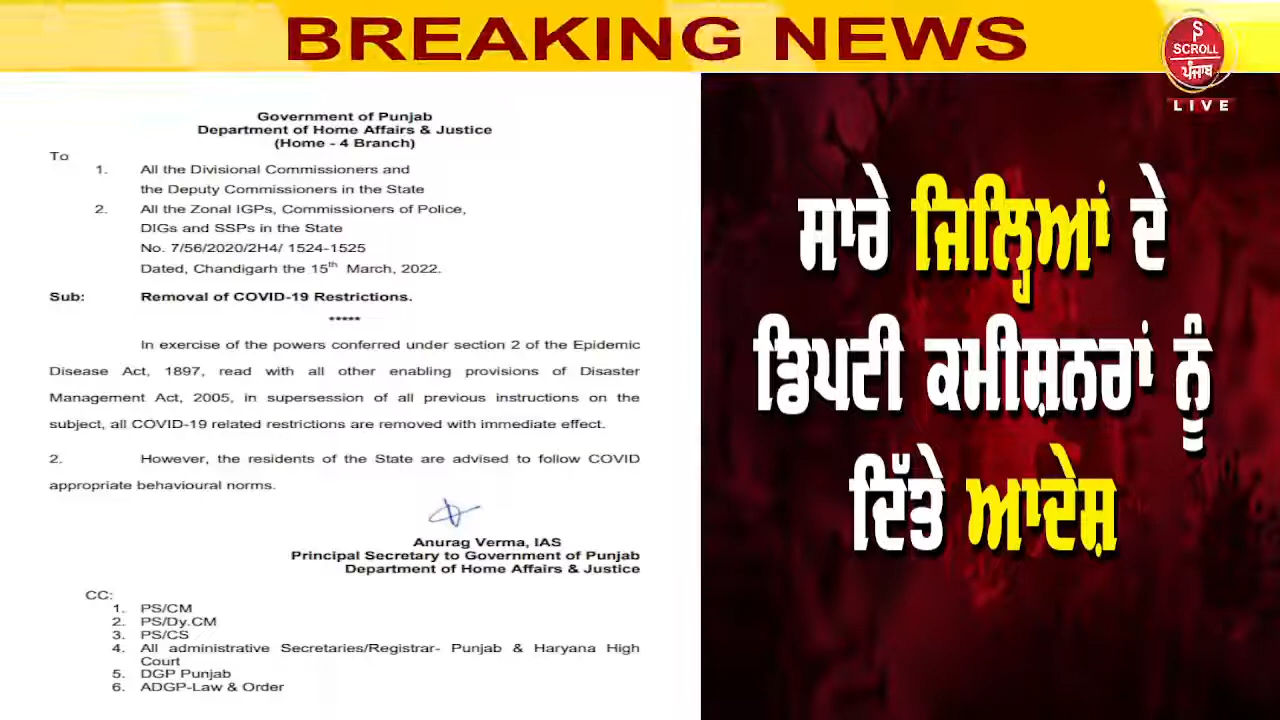 BREAKING NEWS
S
SCROLL
ਪੰਜਾਬ
LIVE
Government of Punjab
Department of Home Affairs & Justice
(Home - 4 Branch)
To
1. All the Divisional Commissioners and
the Deputy Commissioners in the State
2. All the Zonal IGPs, Commissioners of Police,
DIGs and SSPs in the State
No. 7/56/2020/2H4/ 1524-1525
Dated, Chandigarh the 15th March, 2022.
Sub: Removal of COVID-19 Restrictions.
*****
In exercise of the powers conferred under section 2 of the Epidemic
Disease Act, 1897, read with all other enabling provisions of Disaster
Management Act, 2005, in supersession of all previous instructions on the
subject, all COVID-19 related restrictions are removed with immediate effect.
2. However, the residents of the State are advised to follow COVID
appropriate behavioural norms.
Anurag Verma, IAS
Principal Secretary to Government of Punjab
Department of Home Affairs & Justice
CC:
1. PS/CM
2. PS/Dy.CM
3. PS/CS
4. All administrative Secretaries/Registrar- Punjab & Haryana High
Court
5. DGP Punjab
6. ADGP-Law & Order
ਸਾਰੇ ਜ਼ਿਲ੍ਹਿਆਂ ਦੇ
ਡਿਪਟੀ ਕਮੀਸ਼ਨਰਾਂ ਨੂੰ
ਦਿੱਤੇ ਆਦੇਸ਼